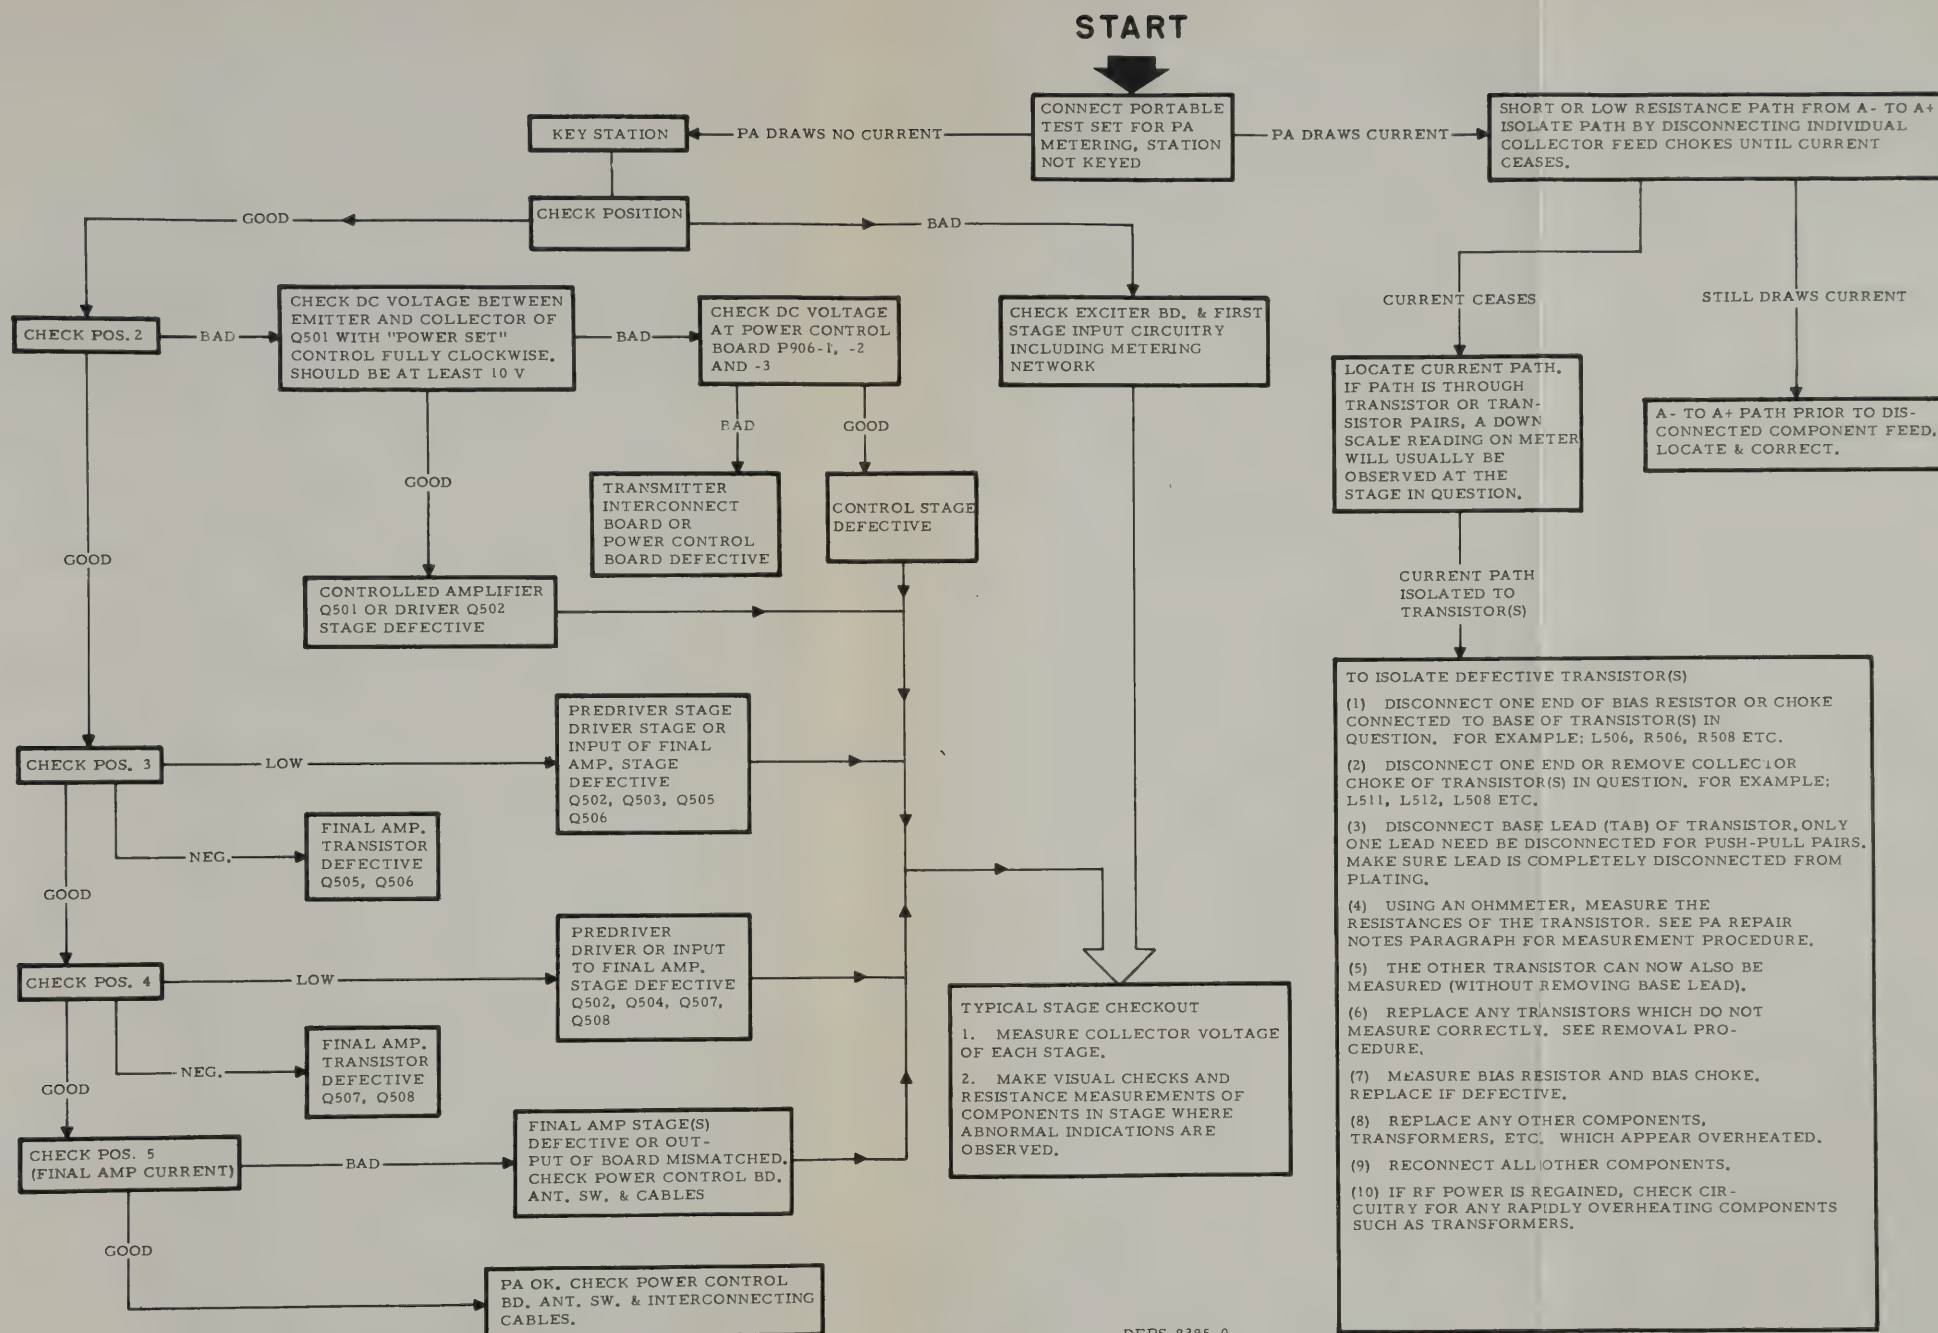 START
CONNECT PORTABLE
TEST SET FOR PA
METERING, STATION
NOT KEYED
PA DRAWS NO CURRENT
KEY STATION
PA DRAWS CURRENT
SHORT OR LOW RESISTANCE PATH FROM A- TO A+
ISOLATE PATH BY DISCONNECTING INDIVIDUAL
COLLECTOR FEED CHOKES UNTIL CURRENT
CEASES.
CHECK POSITION
GOOD
BAD
CHECK POS. 2
BAD
CHECK DC VOLTAGE BETWEEN
EMITTER AND COLLECTOR OF
Q501 WITH "POWER SET"
CONTROL FULLY CLOCKWISE.
SHOULD BE AT LEAST 10 V
BAD
CHECK DC VOLTAGE
AT POWER CONTROL
BOARD P906-1, -2
AND -3
CHECK EXCITER BD. & FIRST
STAGE INPUT CIRCUITRY
INCLUDING METERING
NETWORK
CURRENT CEASES
STILL DRAWS CURRENT
LOCATE CURRENT PATH.
IF PATH IS THROUGH
TRANSISTOR OR TRAN-
SISTOR PAIRS, A DOWN
SCALE READING ON METER
WILL USUALLY BE
OBSERVED AT THE
STAGE IN QUESTION.
A- TO A+ PATH PRIOR TO DIS-
CONNECTED COMPONENT FEED.
LOCATE & CORRECT.
BAD
GOOD
GOOD
TRANSMITTER
INTERCONNECT
BOARD OR
POWER CONTROL
BOARD DEFECTIVE
CONTROL STAGE
DEFECTIVE
GOOD
CONTROLLED AMPLIFIER
Q501 OR DRIVER Q502
STAGE DEFECTIVE
CURRENT PATH
ISOLATED TO
TRANSISTOR(S)
CHECK POS. 3
LOW
PREDRIVER STAGE
DRIVER STAGE OR
INPUT OF FINAL
AMP. STAGE
DEFECTIVE
Q502, Q503, Q505
Q506
NEG.
FINAL AMP.
TRANSISTOR
DEFECTIVE
Q505, Q506
GOOD
CHECK POS. 4
LOW
PREDRIVER
DRIVER OR INPUT
TO FINAL AMP.
STAGE DEFECTIVE
Q502, Q504, Q507,
Q508
NEG.
FINAL AMP.
TRANSISTOR
DEFECTIVE
Q507, Q508
GOOD
CHECK POS. 5
(FINAL AMP CURRENT)
BAD
FINAL AMP STAGE(S)
DEFECTIVE OR OUT-
PUT OF BOARD MISMATCHED.
CHECK POWER CONTROL BD.
ANT. SW. & CABLES
GOOD
PA OK. CHECK POWER CONTROL
BD. ANT. SW. & INTERCONNECTING
CABLES.
TYPICAL STAGE CHECKOUT
1. MEASURE COLLECTOR VOLTAGE
OF EACH STAGE.
2. MAKE VISUAL CHECKS AND
RESISTANCE MEASUREMENTS OF
COMPONENTS IN STAGE WHERE
ABNORMAL INDICATIONS ARE
OBSERVED.
TO ISOLATE DEFECTIVE TRANSISTOR(S)
(1) DISCONNECT ONE END OF BIAS RESISTOR OR CHOKE
CONNECTED TO BASE OF TRANSISTOR(S) IN
QUESTION. FOR EXAMPLE; L506, R506, R508 ETC.
(2) DISCONNECT ONE END OR REMOVE COLLECTOR
CHOKE OF TRANSISTOR(S) IN QUESTION. FOR EXAMPLE;
L511, L512, L508 ETC.
(3) DISCONNECT BASE LEAD (TAB) OF TRANSISTOR. ONLY
ONE LEAD NEED BE DISCONNECTED FOR PUSH-PULL PAIRS.
MAKE SURE LEAD IS COMPLETELY DISCONNECTED FROM
PLATING.
(4) USING AN OHMMETER, MEASURE THE
RESISTANCES OF THE TRANSISTOR. SEE PA REPAIR
NOTES PARAGRAPH FOR MEASUREMENT PROCEDURE.
(5) THE OTHER TRANSISTOR CAN NOW ALSO BE
MEASURED (WITHOUT REMOVING BASE LEAD).
(6) REPLACE ANY TRANSISTORS WHICH DO NOT
MEASURE CORRECTLY. SEE REMOVAL PRO-
CEDURE.
(7) MEASURE BIAS RESISTOR AND BIAS CHOKE.
REPLACE IF DEFECTIVE.
(8) REPLACE ANY OTHER COMPONENTS,
TRANSFORMERS, ETC. WHICH APPEAR OVERHEATED.
(9) RECONNECT ALL OTHER COMPONENTS.
(10) IF RF POWER IS REGAINED, CHECK CIR-
CUITRY FOR ANY RAPIDLY OVERHEATING COMPONENTS
SUCH AS TRANSFORMERS.